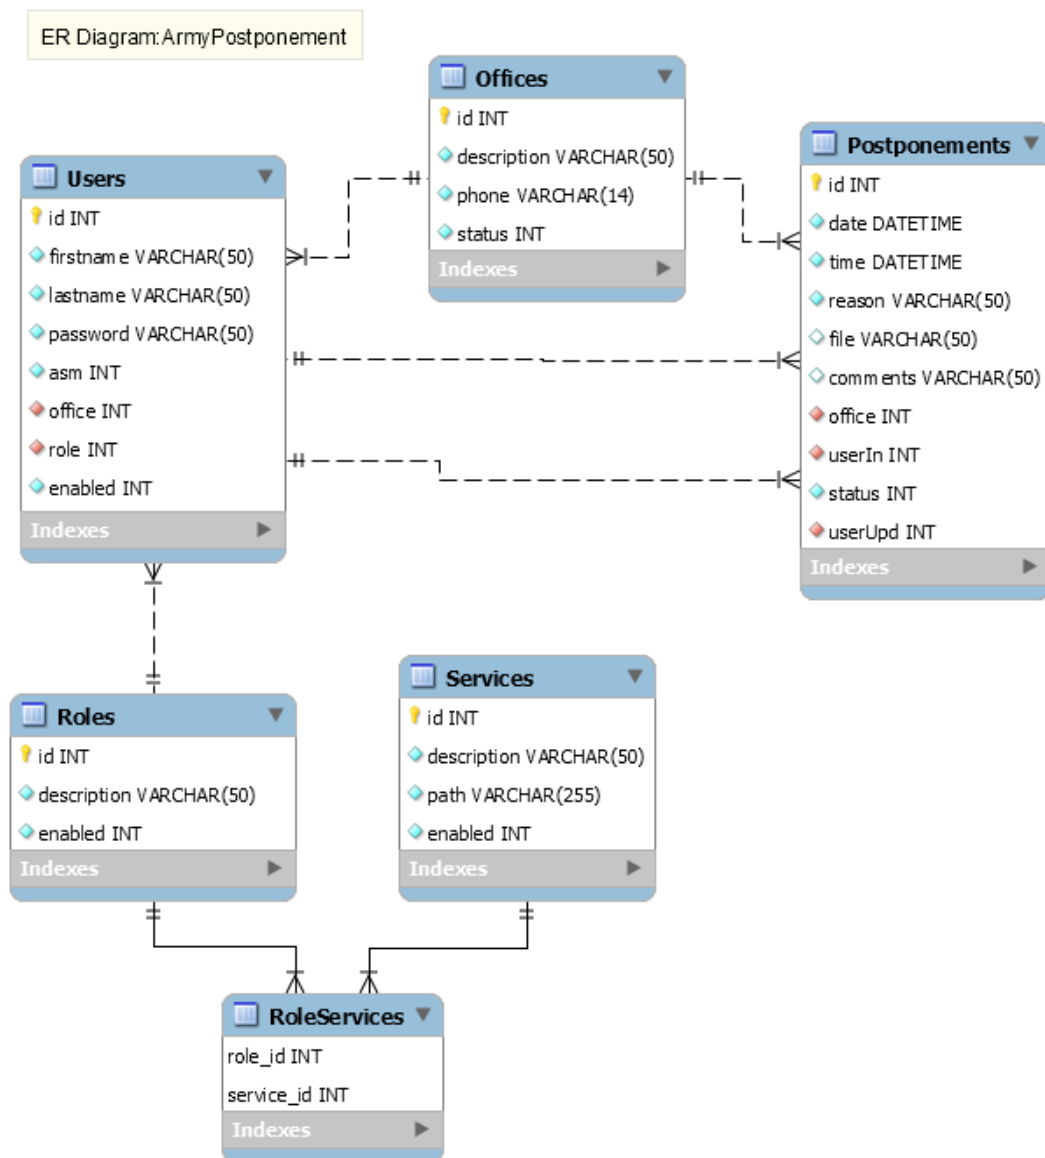 ER Diagram:ArmyPostponement
Offices
id INT
description VARCHAR(50)
phone VARCHAR(14)
status INT
Indexes
Postponements
id INT
date DATETIME
time DATETIME
reason VARCHAR(50)
file VARCHAR(50)
comments VARCHAR(50)
office INT
userIn INT
status INT
userUpd INT
Indexes
Users
id INT
firstname VARCHAR(50)
lastname VARCHAR(50)
password VARCHAR(50)
asm INT
office INT
role INT
enabled INT
Indexes
Roles
id INT
description VARCHAR(50)
enabled INT
Indexes
Services
id INT
description VARCHAR(50)
path VARCHAR(255)
enabled INT
Indexes
RoleServices
role_id INT
service_id INT
Indexes